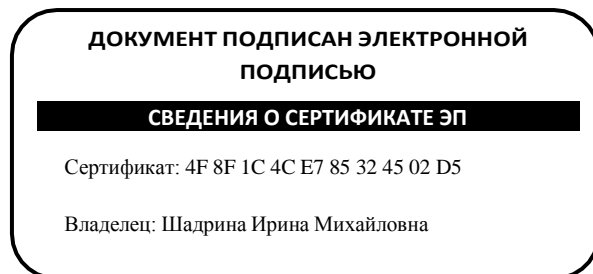 ДОКУМЕНТ ПОДПИСАН ЭЛЕКТРОННОЙ
ПОДПИСЬЮ
СВЕДЕНИЯ О СЕРТИФИКАТЕ ЭП
Сертификат: 4F 8F 1C 4C E7 85 32 45 02 D5
Владелец: Шадрина Ирина Михайловна